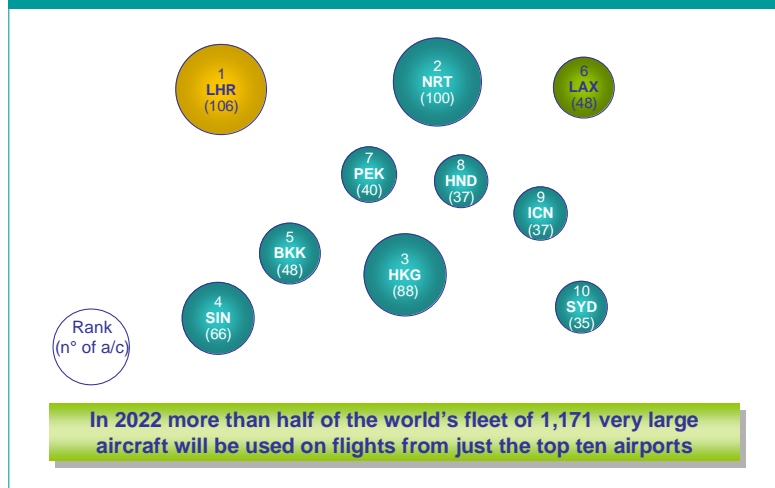 1
LHR
(106)
2
NRT
(100)
6
LAX
(48)
7
PEK
(40)
8
HND
(37)
9
ICN
(37)
5
BKK
(48)
3
HKG
(88)
4
SIN
(66)
10
SYD
(35)
Rank
(n° of a/c)
In 2022 more than half of the world's fleet of 1,171 very large
aircraft will be used on flights from just the top ten airports